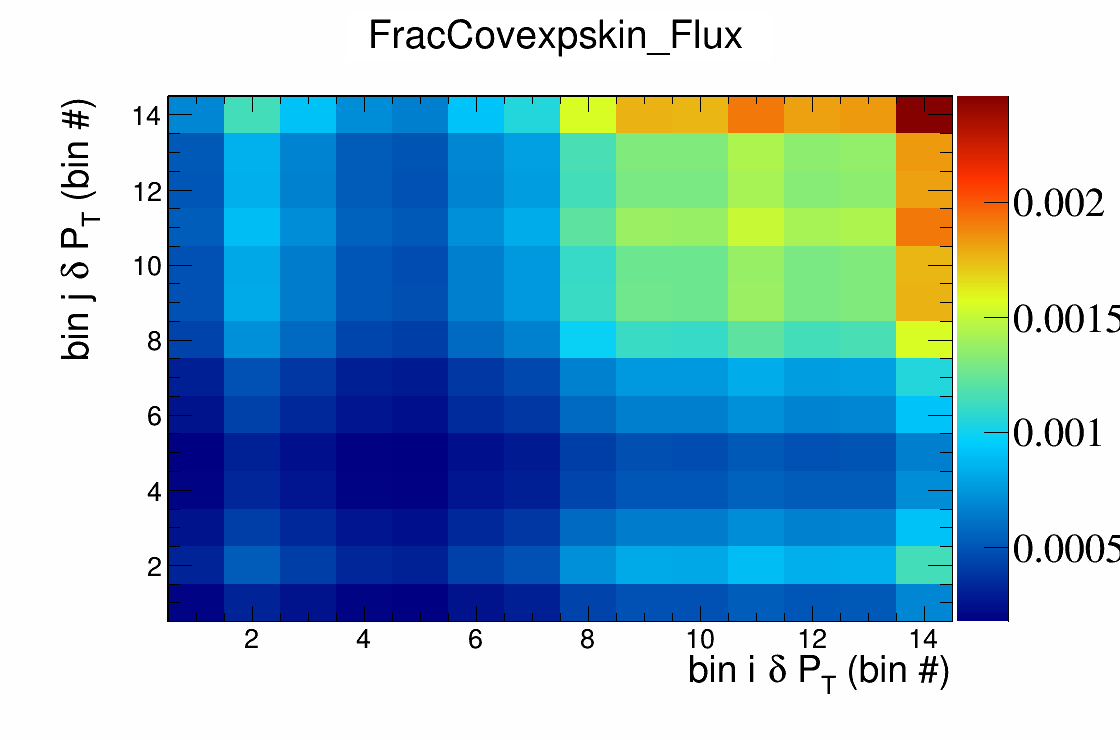 FracCovexpskin_Flux
bin j δ P_T (bin #)
14
12
10
8
6
4
2
2 4 6 8 10 12 14
bin i δ P_T (bin #)
0.002
0.0015
0.001
0.0005